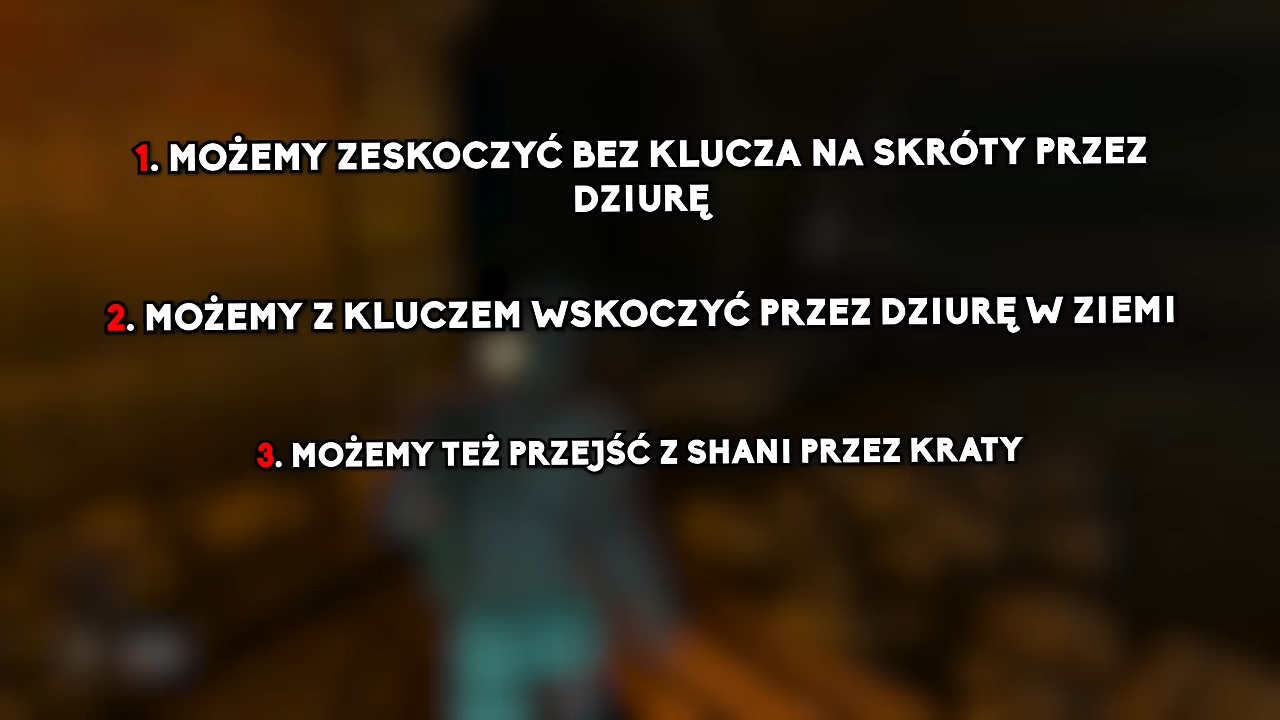 1. MOŻEMY ZESKOCZYĆ BEZ KLUCZA NA SKRÓTY PRZEZ
DZIURĘ
2. MOŻEMY Z KLUCZEM WSKOCZYĆ PRZEZ DZIURĘ W ZIEMI
3. MOŻEMY TEŻ PRZEJŚĆ Z SHANI PRZEZ KRATY